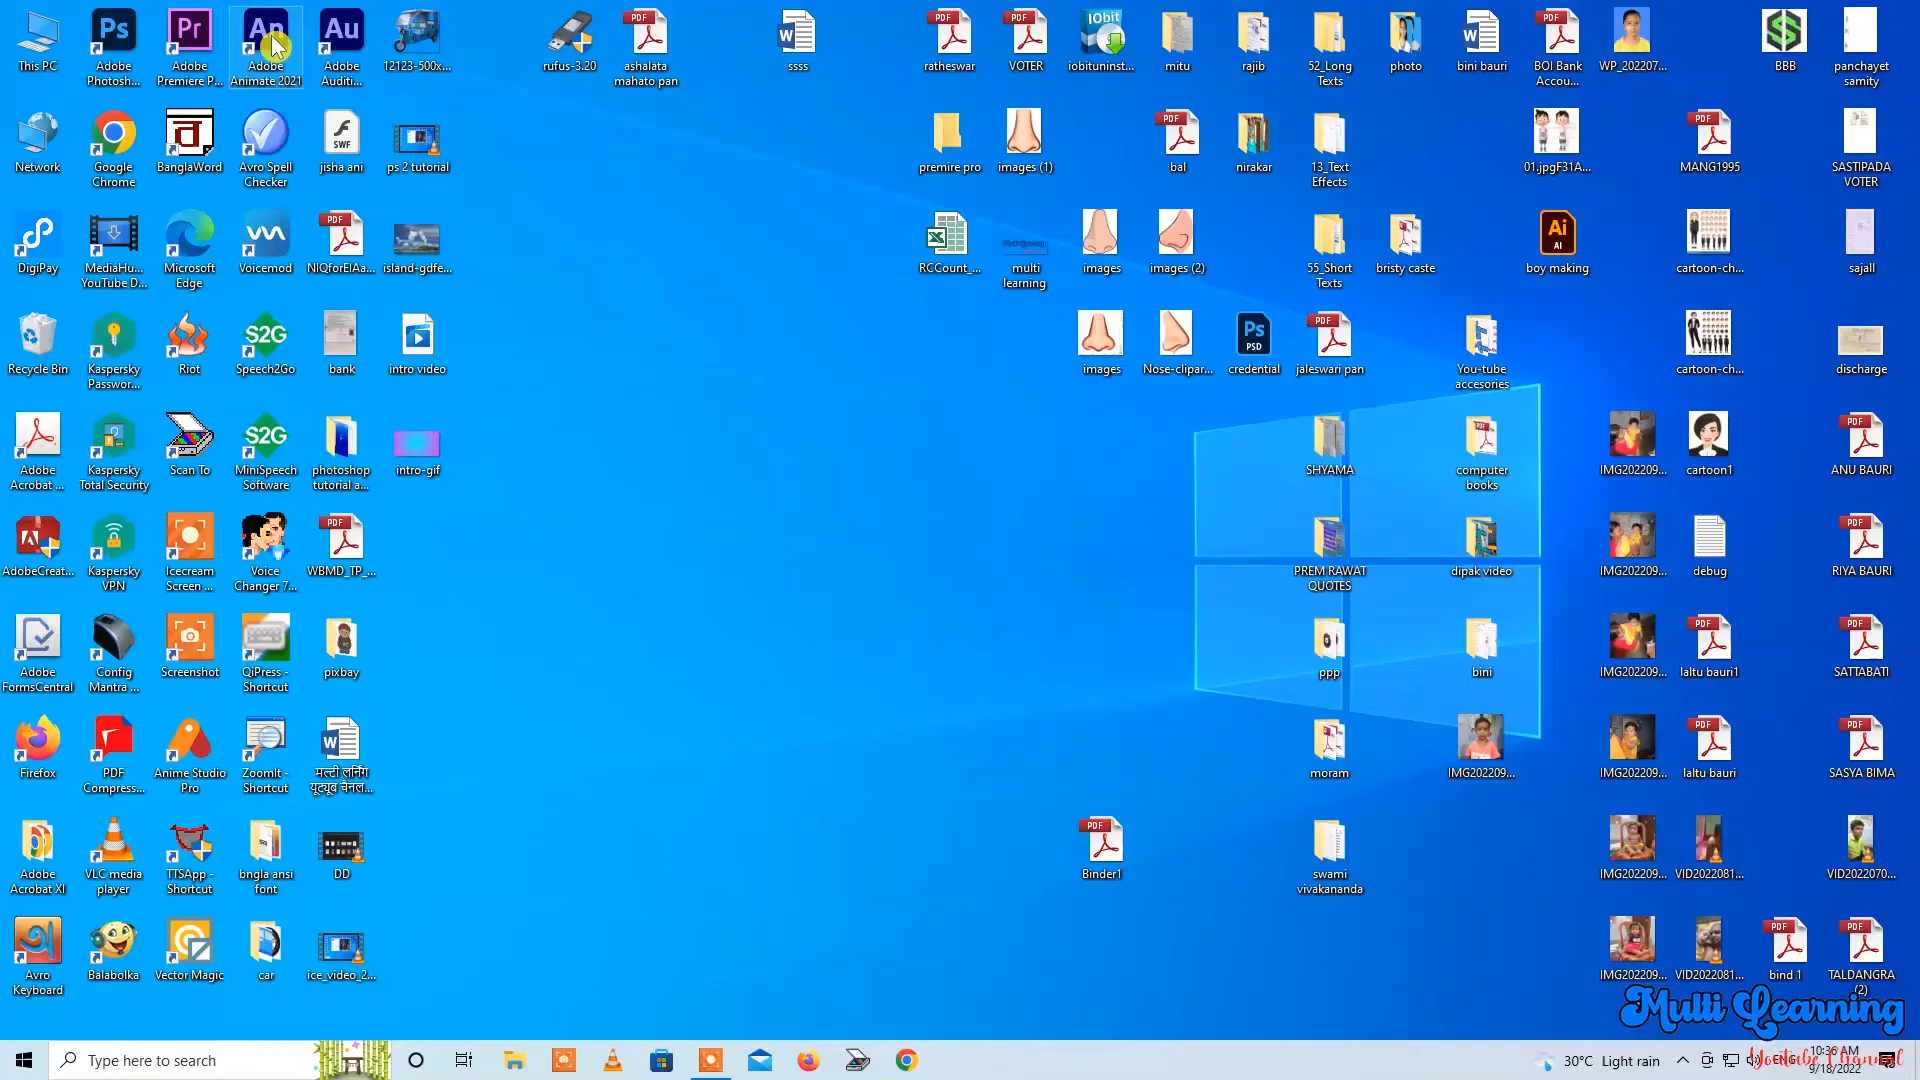 This PC
Adobe Photosh...
Adobe Premiere P...
Adobe Animate 2021
Adobe Auditi...
12123-500x...
rufus-3.20
ashalata mahato pan
ssss
ratheswar
VOTER
iobituninst...
mitu
rajib
52_Long Texts
photo
bini bauri
BOI Bank Accou...
WP_202207...
BBB
panchayet samity
Network
Google Chrome
BanglaWord
Avro Spell Checker
jisha ani
ps 2 tutorial
premire pro
images (1)
bal
nirakar
13_Text Effects
01.jpgF31A...
MANG1995
SASTIPADA VOTER
DigiPay
MediaHu... YouTube D...
Microsoft Edge
Voicemod
NIQforEIAa...
island-gdfe...
RCCount_...
multi learning
images
images (2)
55_Short Texts
bristy caste
boy making
cartoon-ch...
sajall
Recycle Bin
Kaspersky Passwor...
Riot
Speech2Go
bank
intro video
images
Nose-clipar...
credential
jaleswari pan
You-tube accesories
cartoon-ch...
discharge
Adobe Acrobat ...
Kaspersky Total Security
Scan To
MiniSpeech Software
photoshop tutorial a...
intro-gif
SHYAMA
computer books
IMG202209...
cartoon1
ANU BAURI
AdobeCreat...
Kaspersky VPN
Icecream Screen ...
Voice Changer 7...
WBMD_TP_...
PREM RAWAT QUOTES
dipak video
IMG202209...
debug
RIYA BAURI
Adobe FormsCentral
Config Mantra ...
Screenshot
QiPress - Shortcut
pixbay
ppp
bini
IMG202209...
laltu bauri1
SATTABATI
Firefox
PDF Compress...
Anime Studio Pro
ZoomIt - Shortcut
मल्टी लर्निंग यूट्यूब चैनल...
moram
IMG202209...
IMG202209...
laltu bauri
SASYA BIMA
Adobe Acrobat XI
VLC media player
TTSApp - Shortcut
bngla ansi font
DD
Binder1
swami vivakananda
IMG202209...
VID2022081...
VID2022070...
Avro Keyboard
Balabolka
Vector Magic
car
ice_video_2...
IMG202209...
VID2022081...
bind 1
TALDANGRA (2)
Multi Learning
Type here to search
30°C Light rain
ENG
10:36 AM
9/18/2022
Youtube Channel